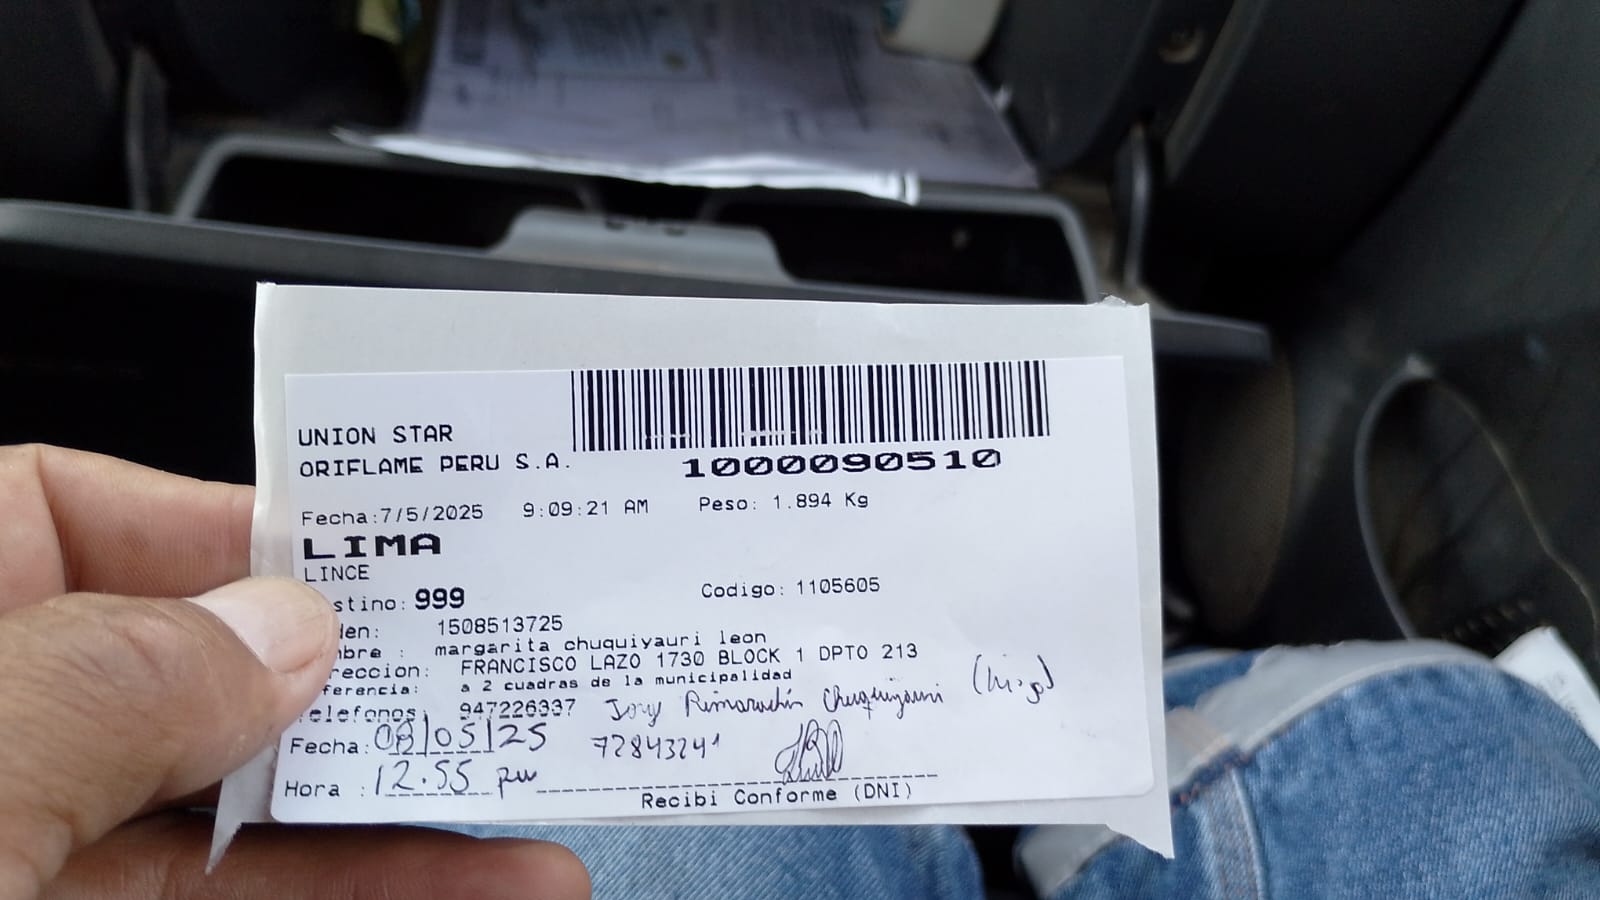 UNION STAR
ORIFLAME PERU S.A.
1000090510
Fecha:7/5/2025 9:09:21 AM Peso: 1.894 Kg
LIMA
LINCE
stino: 999 Codigo: 1105605
den: 1508513725
mbre : margarita chuquiyauri leon
reccion: FRANCISCO LAZO 1730 BLOCK 1 DPTO 213
ferencia: a 2 cuadras de la municipalidad
elefonos: 947226337 Chuquiyauri (hijo)
Fecha: 08/05/25 72843241
Hora : 12.55 pm
Recibi Conforme (DNI)